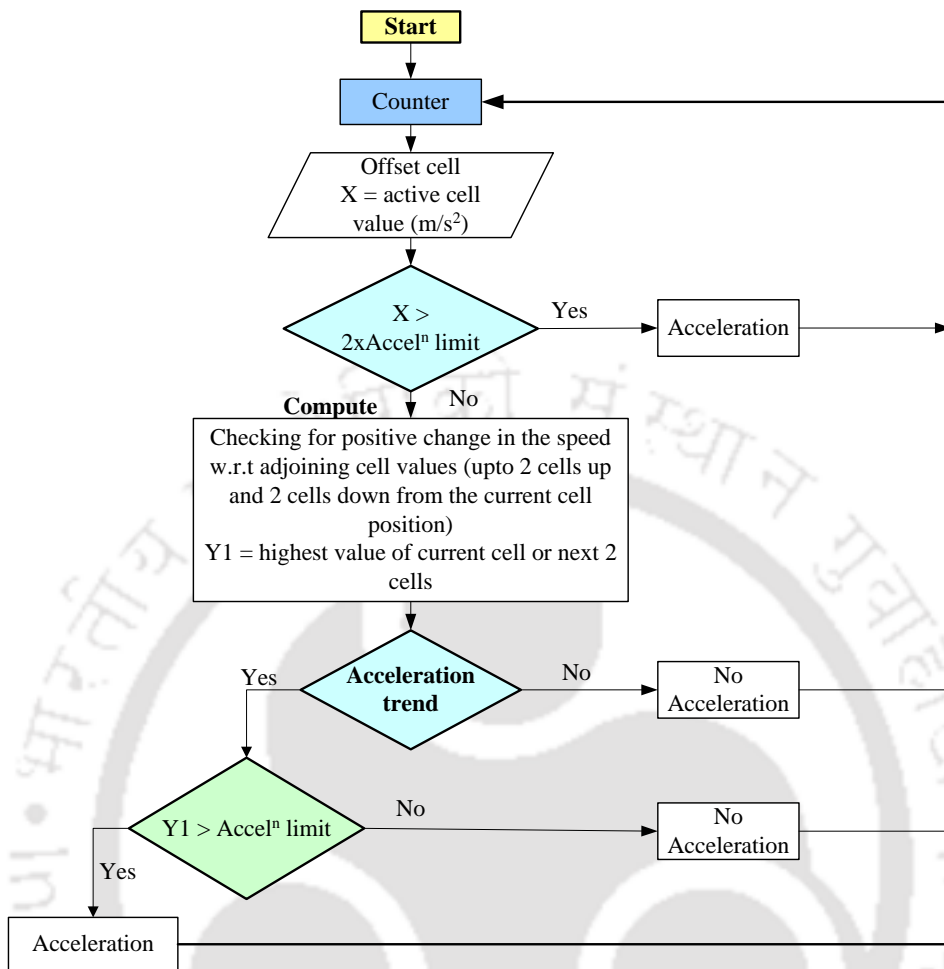 Start
Counter
Offset cell
X = active cell
value (m/s²)
X >
2xAccelⁿ limit
Yes
Acceleration
No
Compute
Checking for positive change in the speed
w.r.t adjoining cell values (upto 2 cells up
and 2 cells down from the current cell
position)
Y1 = highest value of current cell or next 2
cells
Acceleration
trend
Yes
No
No
Acceleration
Y1 > Accelⁿ limit
No
No
Acceleration
Yes
Acceleration